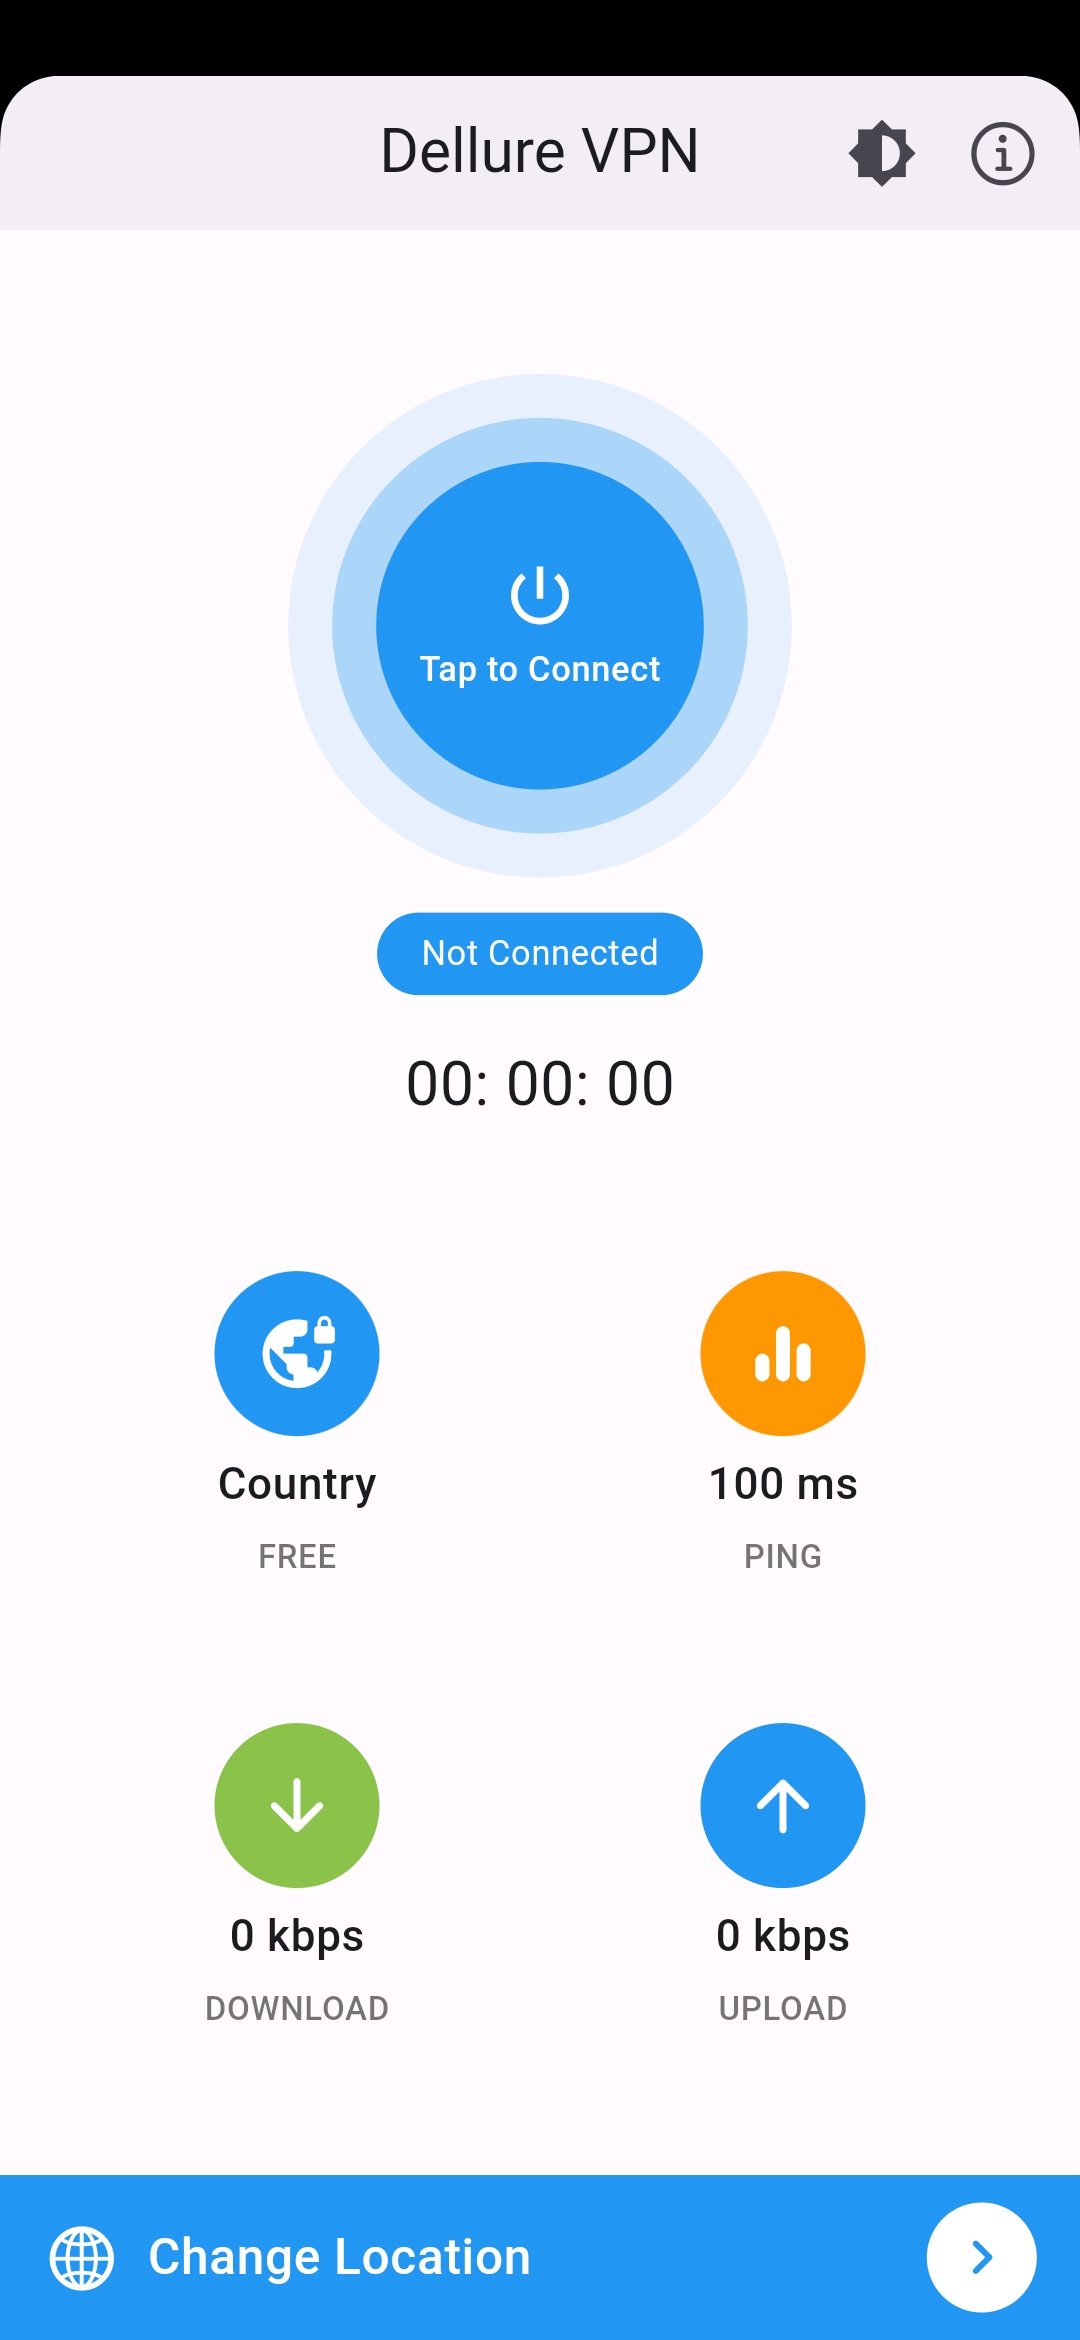 Dellure VPN
Tap to Connect
Not Connected
00: 00: 00
Country
100 ms
FREE
PING
0 kbps
0 kbps
DOWNLOAD
UPLOAD
Change Location